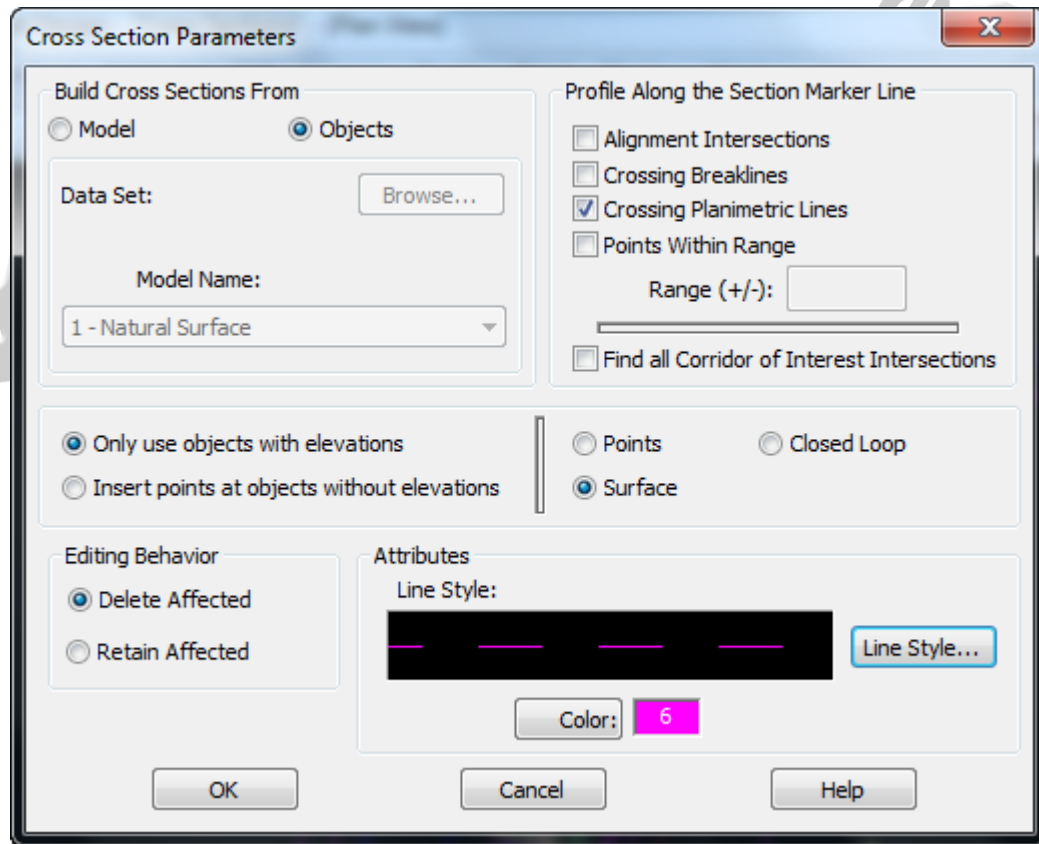 Cross Section Parameters
Build Cross Sections From
Model
Objects
Data Set:
Browse...
Model Name:
1 - Natural Surface
Profile Along the Section Marker Line
Alignment Intersections
Crossing Breaklines
Crossing Planimetric Lines
Points Within Range
Range (+/-):
Find all Corridor of Interest Intersections
Only use objects with elevations
Insert points at objects without elevations
Points
Closed Loop
Surface
Editing Behavior
Delete Affected
Retain Affected
Attributes
Line Style:
Line Style...
Color:
6
OK
Cancel
Help